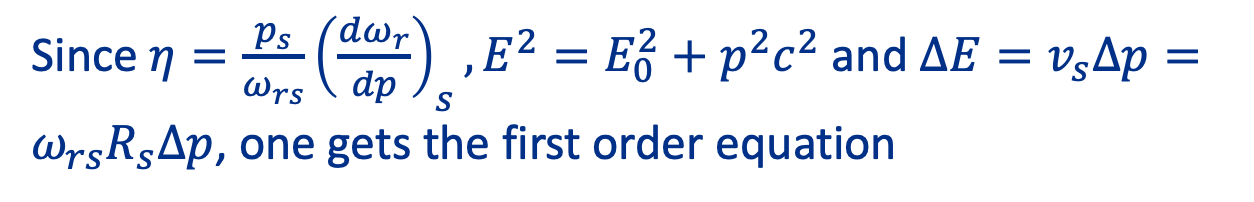 Since η = p_s/ω_rs (dω_r/dp)_s , E² = E₀² + p²c² and ΔE = v_sΔp =
ω_rsR_sΔp, one gets the first order equation